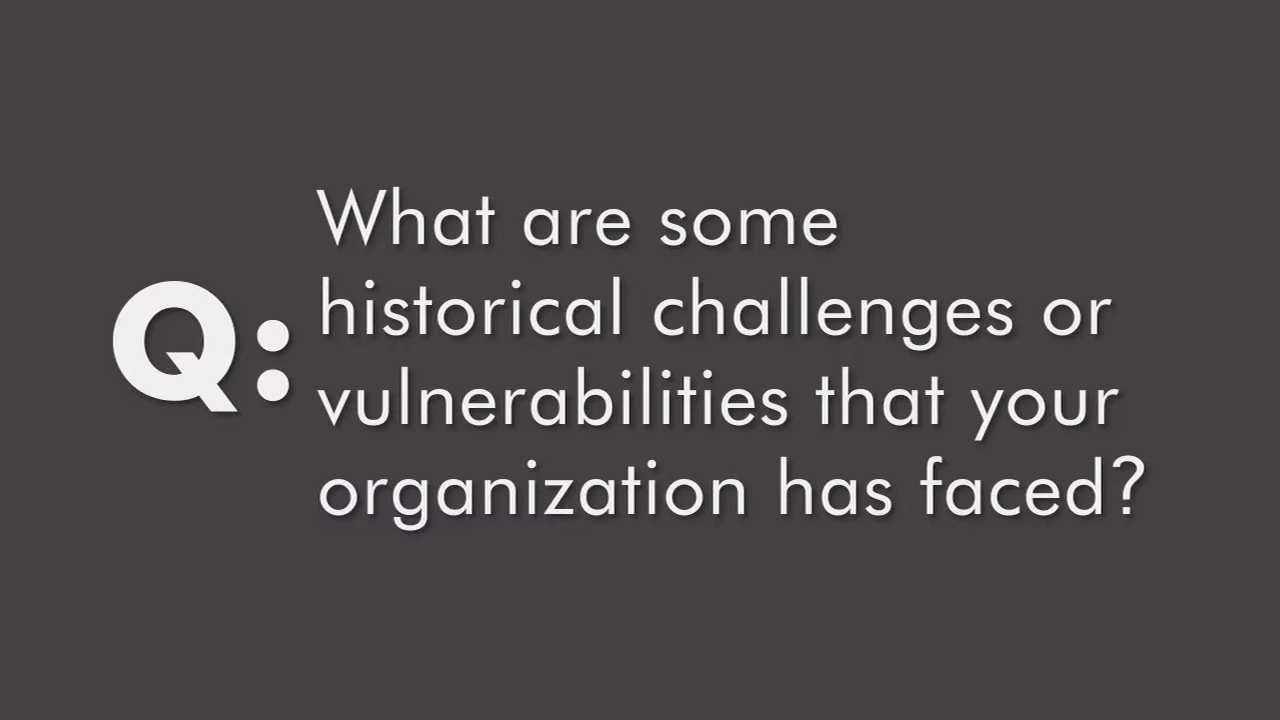 Q: What are some
historical challenges or
vulnerabilities that your
organization has faced?